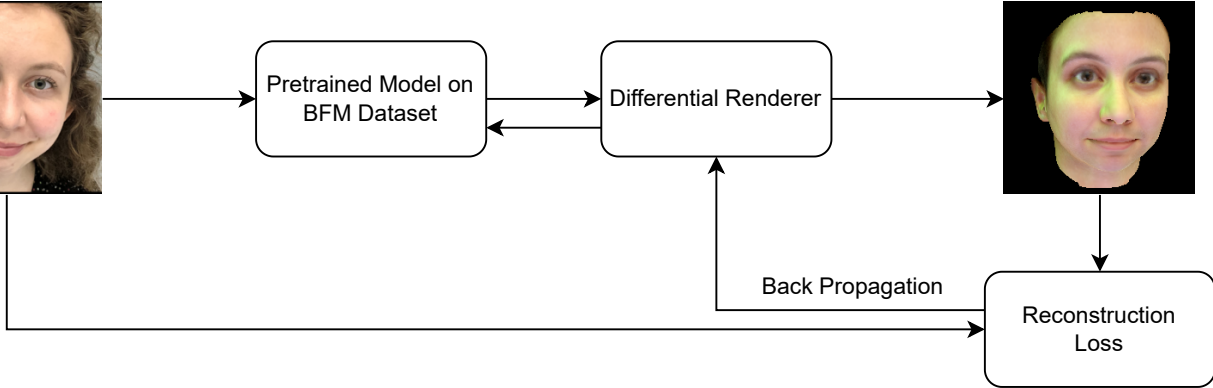 Pretrained Model on
BFM Dataset
Differential Renderer
Back Propagation
Reconstruction
Loss